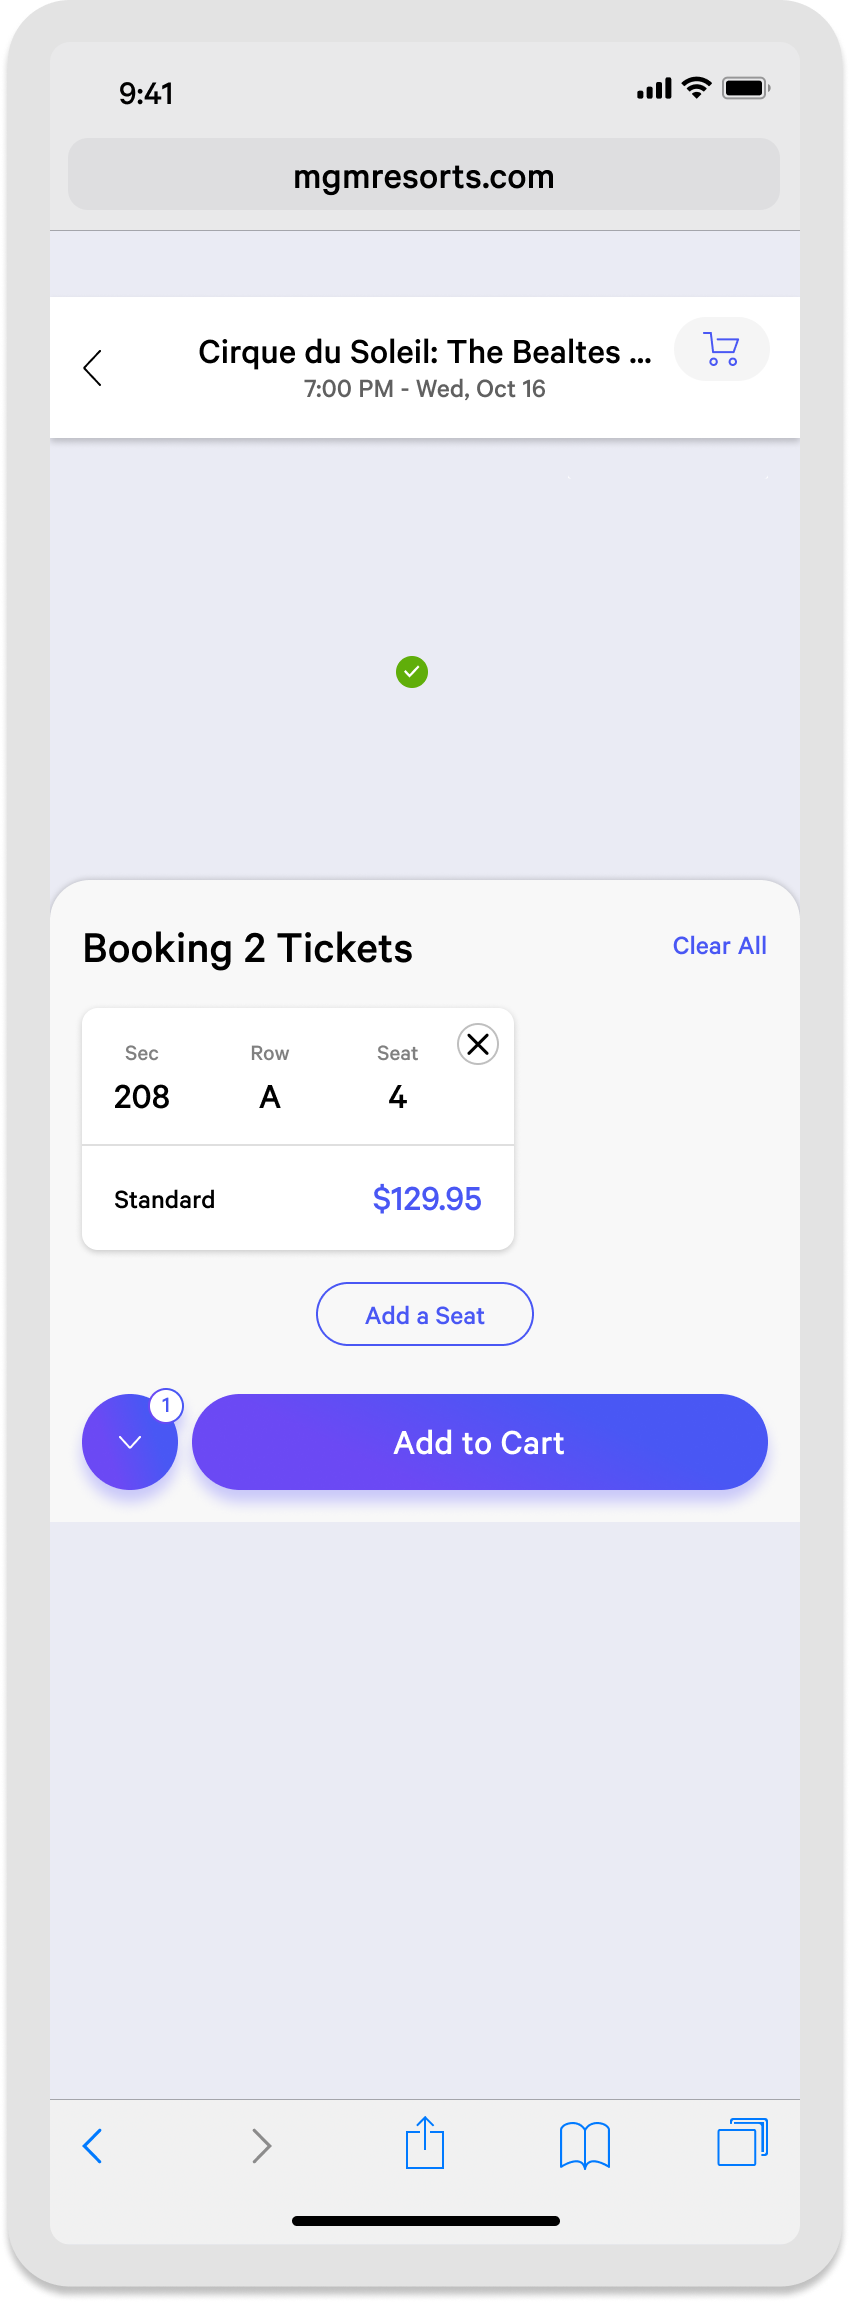 9:41
mgmresorts.com
Cirque du Soleil: The Bealtes ...
7:00 PM - Wed, Oct 16
Booking 2 Tickets
Clear All
Sec Row Seat
208 A 4
Standard $129.95
Add a Seat
1
Add to Cart